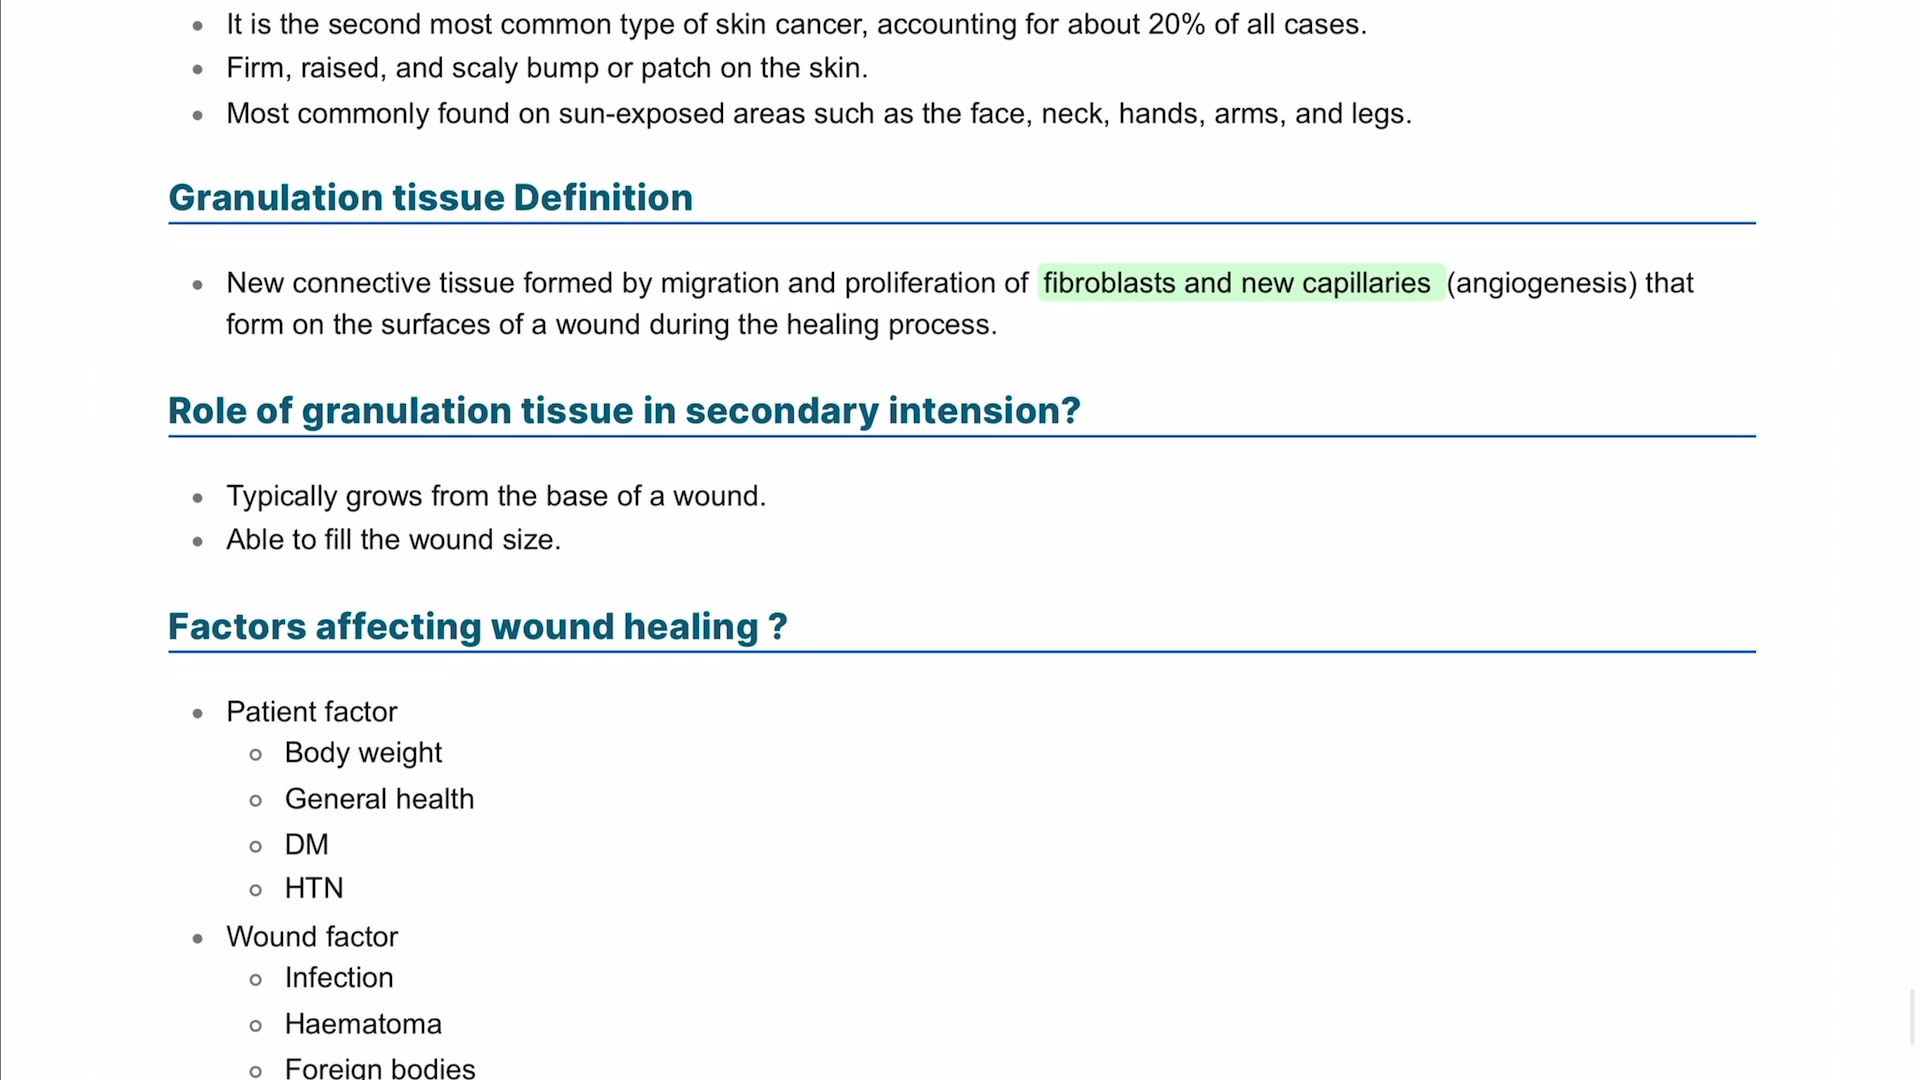 It is the second most common type of skin cancer, accounting for about 20% of all cases.
Firm, raised, and scaly bump or patch on the skin.
Most commonly found on sun-exposed areas such as the face, neck, hands, arms, and legs.
Granulation tissue Definition
New connective tissue formed by migration and proliferation of fibroblasts and new capillaries (angiogenesis) that
form on the surfaces of a wound during the healing process.
Role of granulation tissue in secondary intension?
Typically grows from the base of a wound.
Able to fill the wound size.
Factors affecting wound healing ?
Patient factor
Body weight
General health
DM
HTN
Wound factor
Infection
Haematoma
Foreign bodies